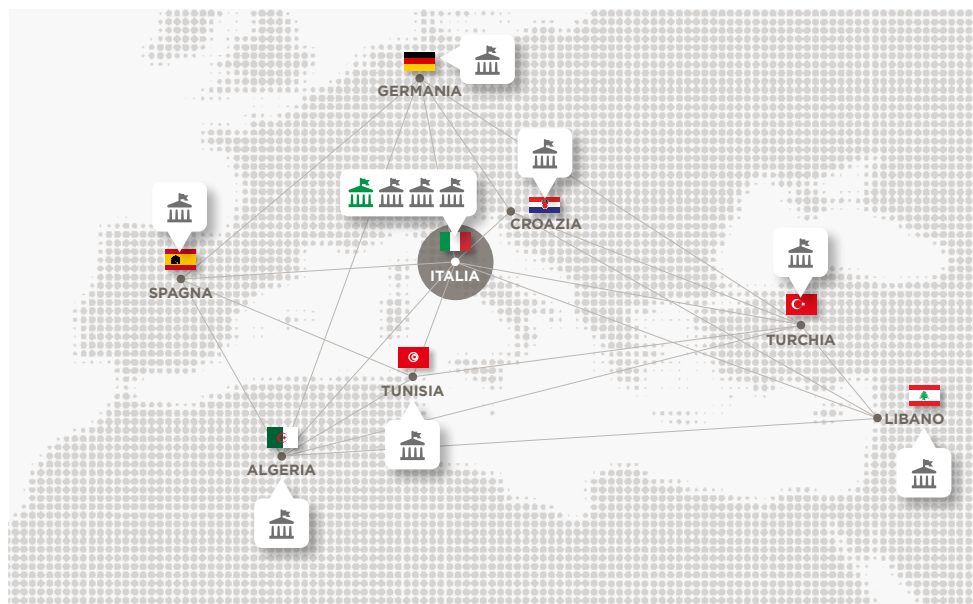 GERMANIA
CROAZIA
ITALIA
SPAGNA
TURCHIA
TUNISIA
LIBANO
ALGERIA